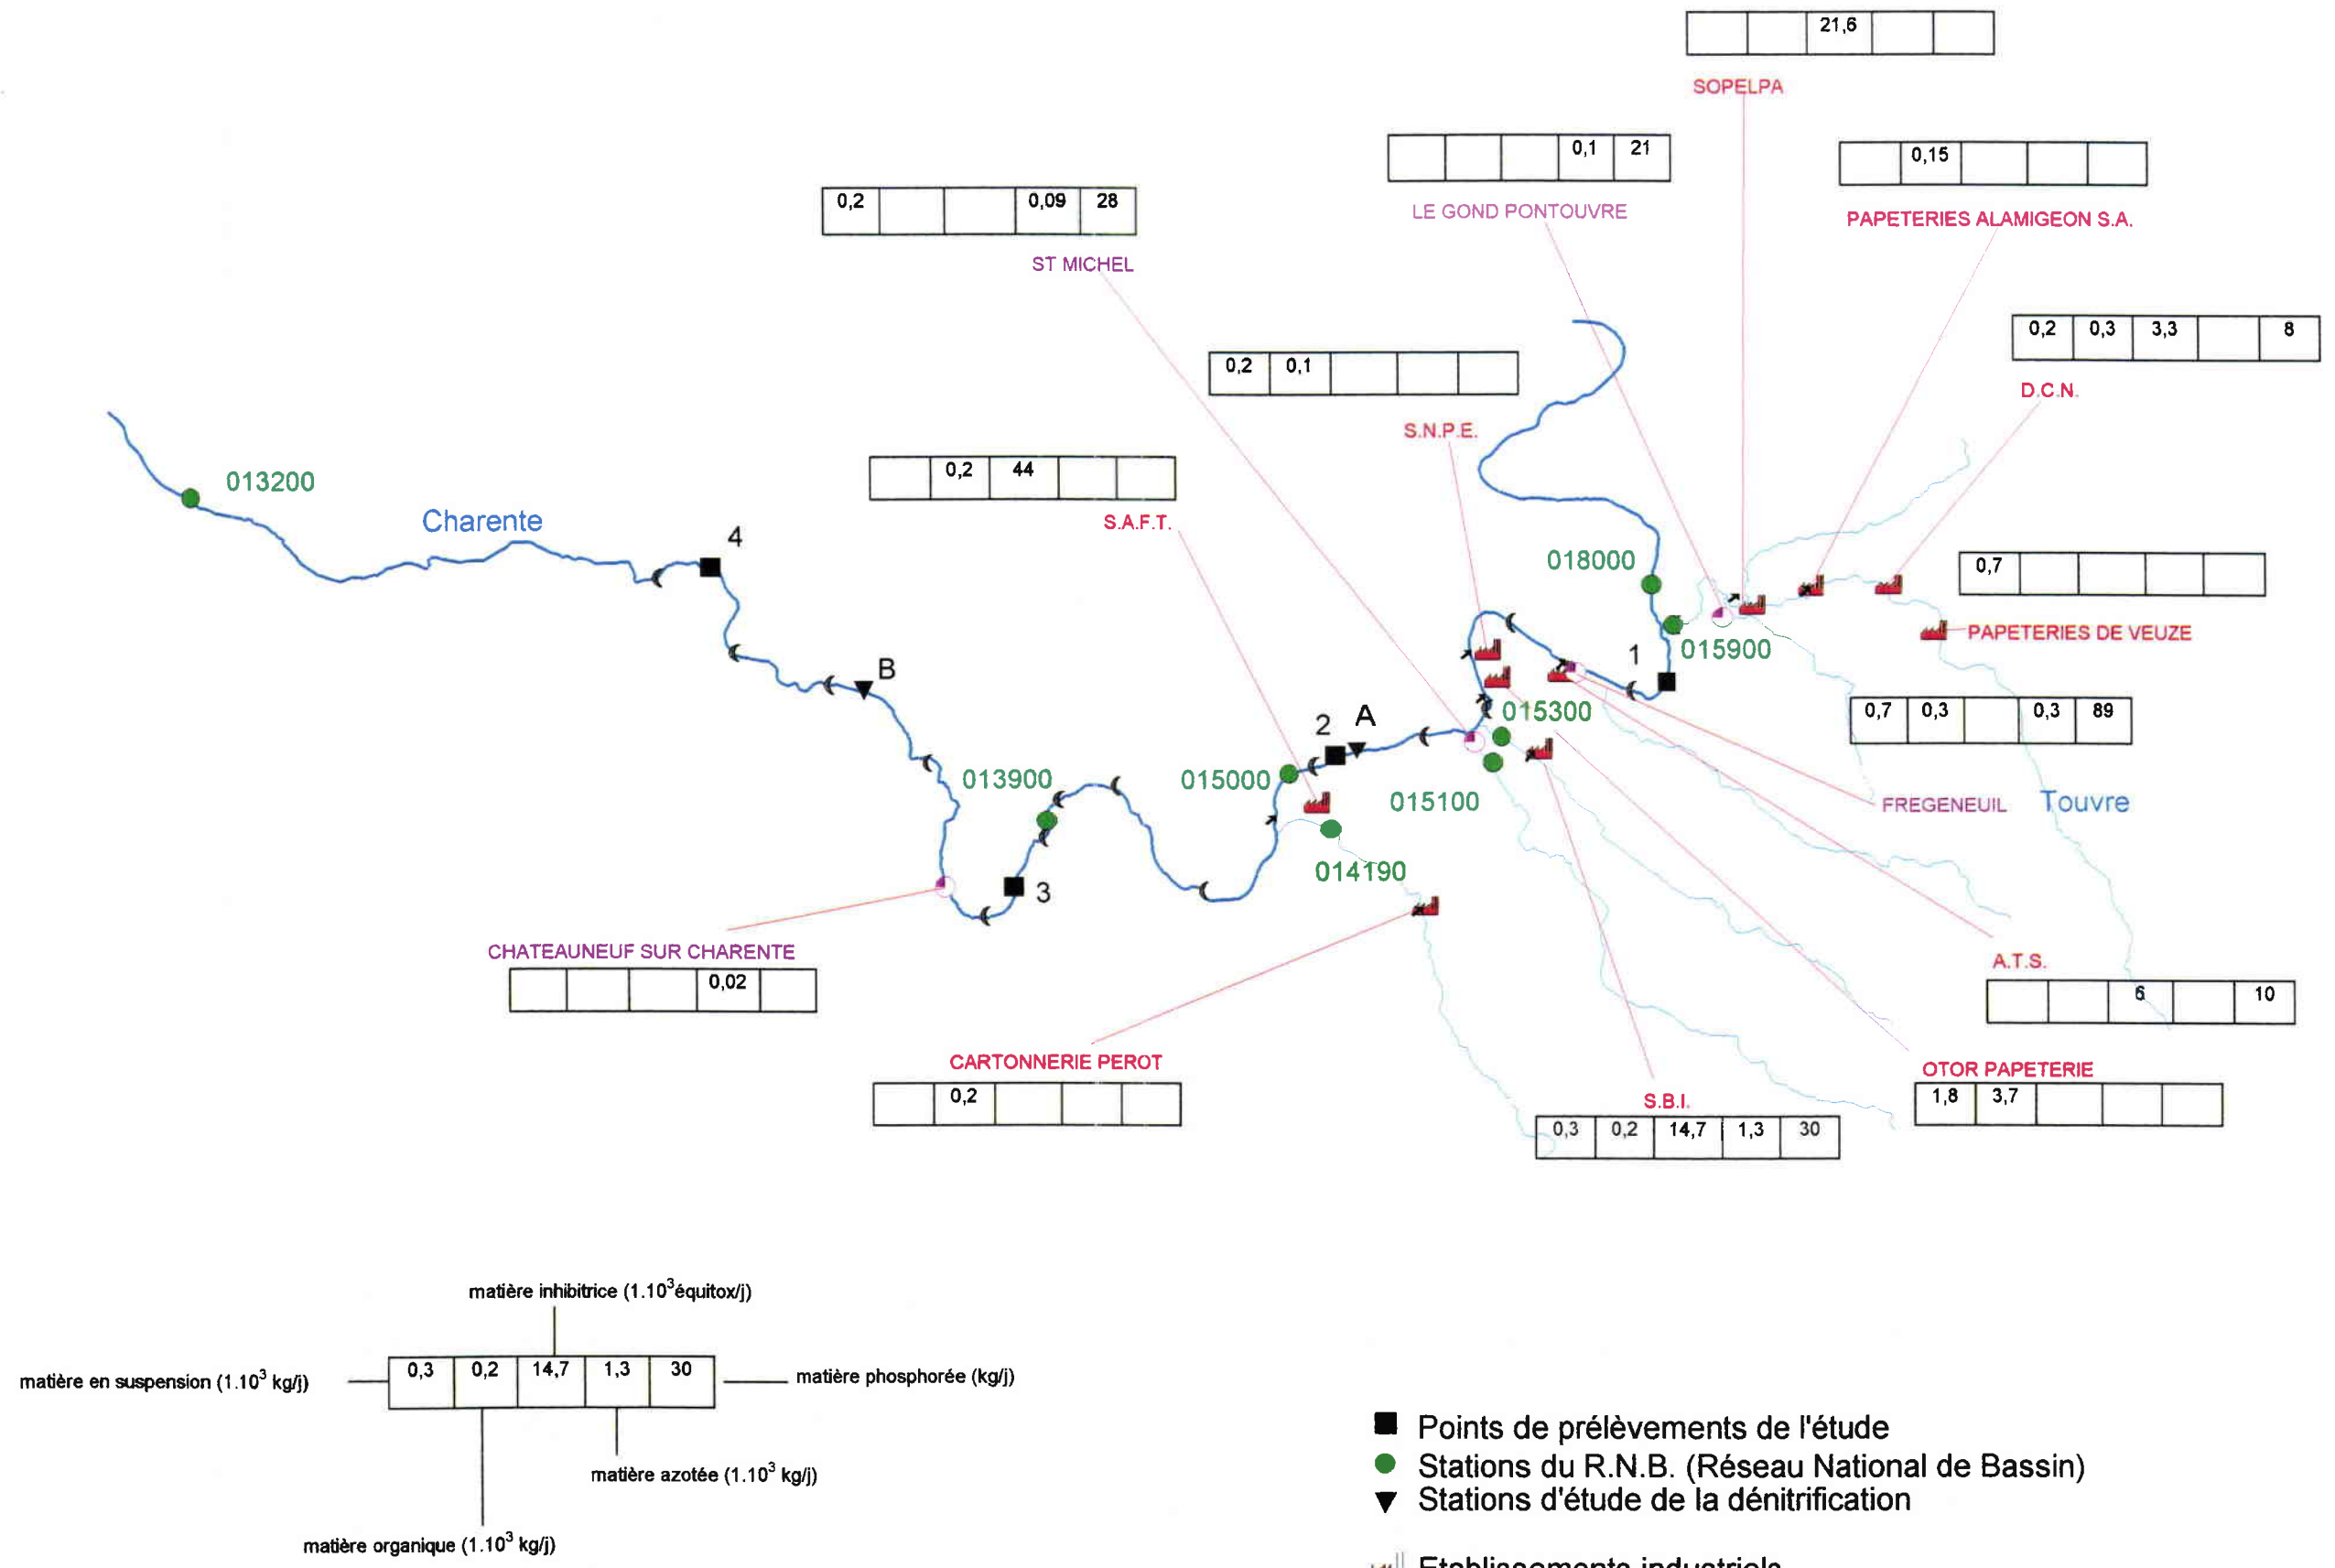 21,6
SOPELPA
0,1 21
LE GOND PONTOUVRE
0,15
PAPETERIES ALAMIGEON S.A.
0,2 0,09 28
ST MICHEL
0,2 0,3 3,3 8
D.C.N.
0,2 0,1
S.N.P.E.
0,2 44
S.A.F.T.
013200
Charente
4
018000
0,7
PAPETERIES DE VEUZE
015900
1
B
0,7 0,3 0,3 89
FREGENEUIL
Touvre
015300
2
A
013900
015000
015100
014190
3
CHATEAUNEUF SUR CHARENTE
0,02
A.T.S.
6 10
CARTONNERIE PEROT
0,2
OTOR PAPETERIE
1,8 3,7
S.B.I.
0,3 0,2 14,7 1,3 30
matière inhibitrice (1.10³équitox/j)
0,3 0,2 14,7 1,3 30
matière en suspension (1.10³ kg/j)
matière phosphorée (kg/j)
matière azotée (1.10³ kg/j)
matière organique (1.10³ kg/j)
Points de prélèvements de l'étude
Stations du R.N.B. (Réseau National de Bassin)
Stations d'étude de la dénitrification
Etablissements industriels